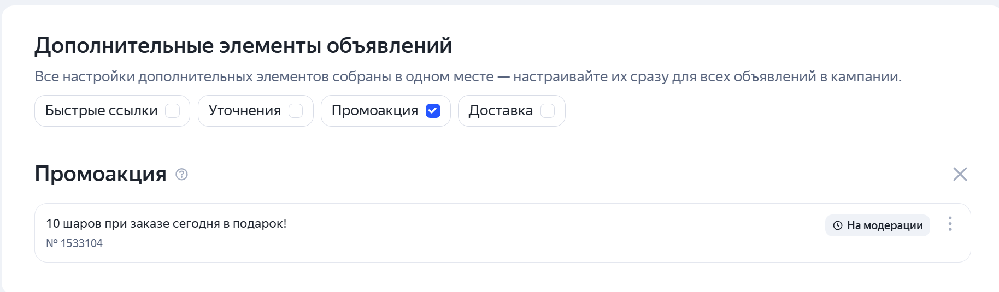 Дополнительные элементы объявлений
Все настройки дополнительных элементов собраны в одном месте — настраивайте их сразу для всех объявлений в кампании.
Быстрые ссылки Уточнения Промоакция Доставка
Промоакция ?
10 шаров при заказе сегодня в подарок!
На модерации
№ 1533104